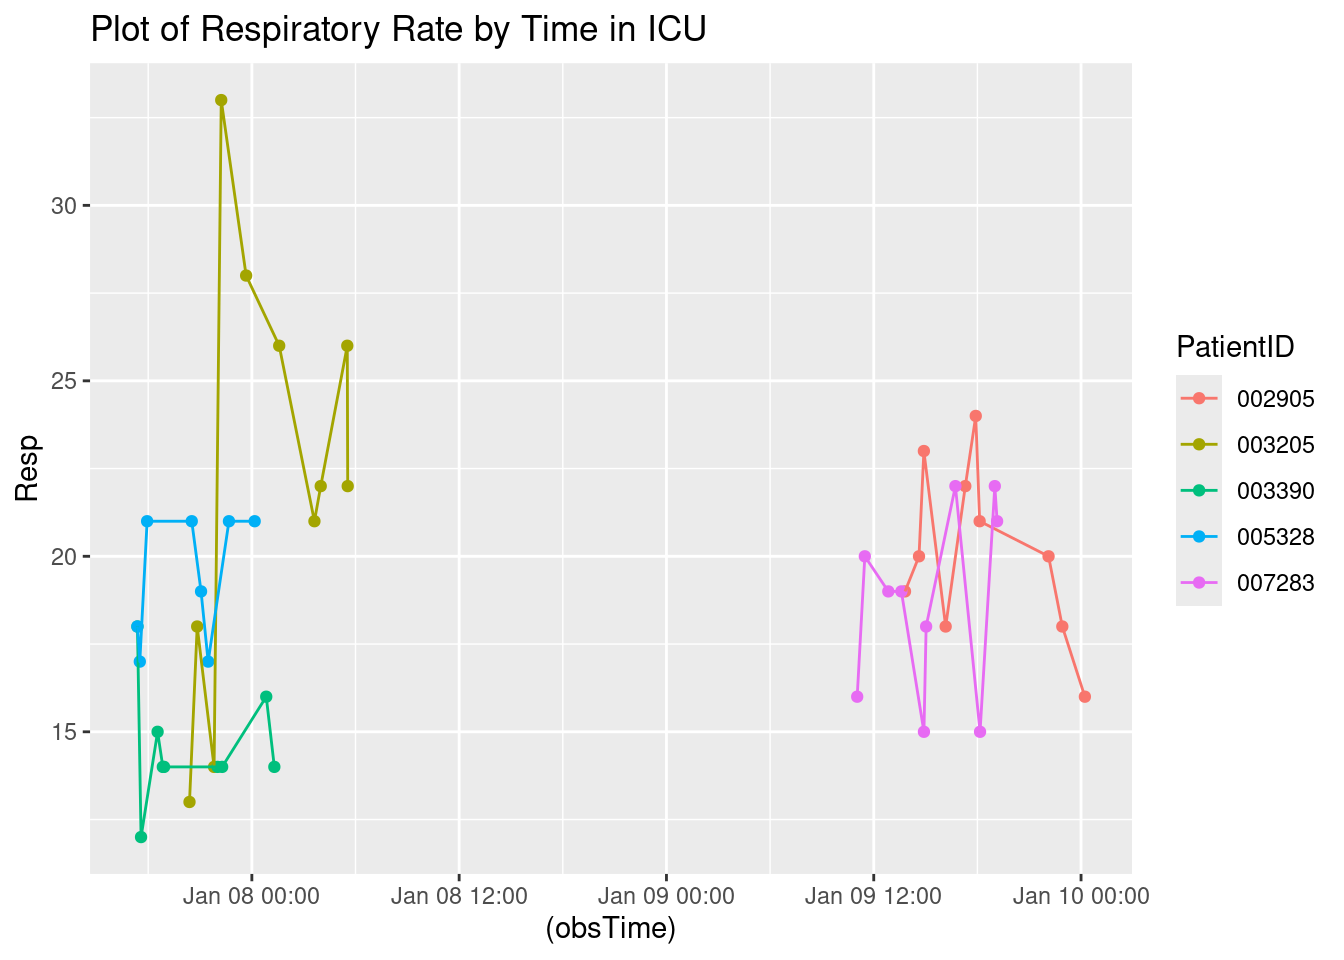 Plot of Respiratory Rate by Time in ICU
30
25
20
15
Resp
Jan 08 00:00
Jan 08 12:00
Jan 09 00:00
Jan 09 12:00
Jan 10 00:00
(obsTime)
PatientID
002905
003205
003390
005328
007283